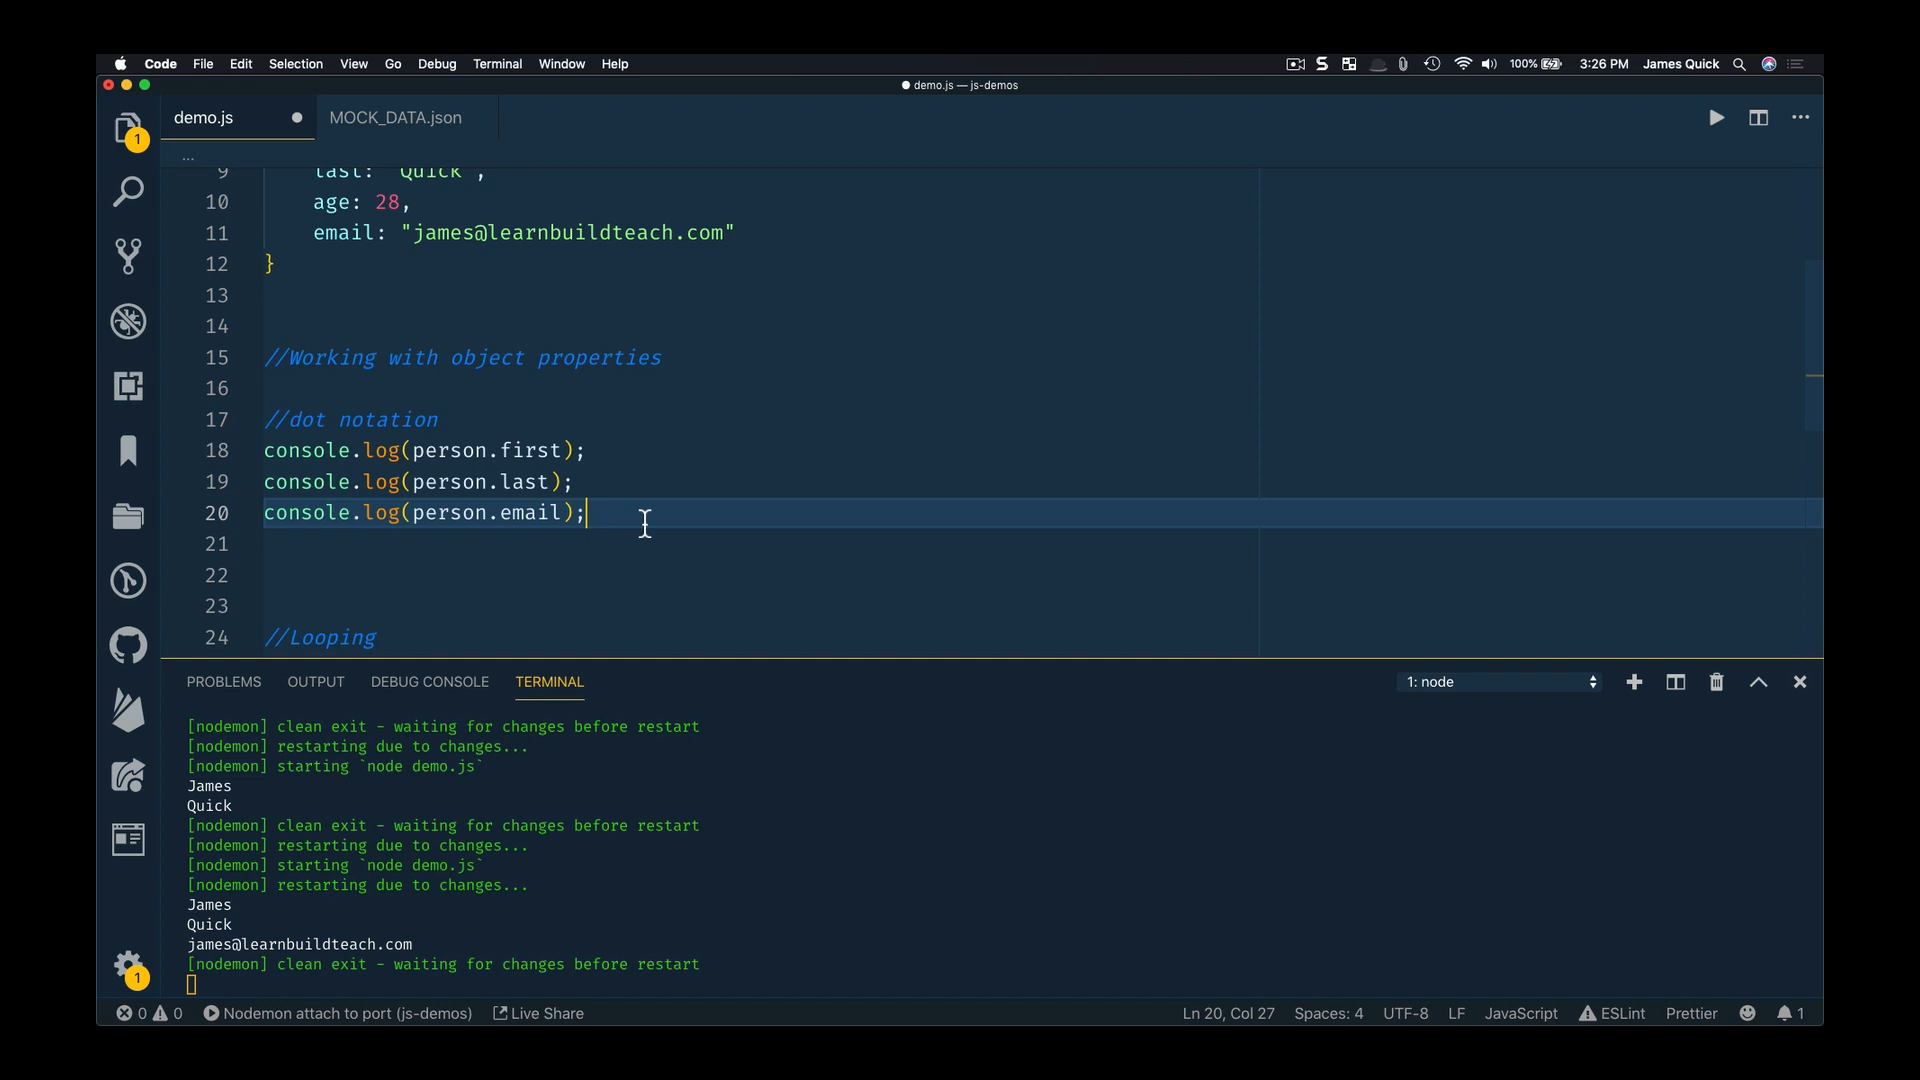 Code File Edit Selection View Go Debug Terminal Window Help 100% 3:26 PM James Quick
demo.js — js-demos
demo.js MOCK_DATA.json
...
9 last: "Quick",
10 age: 28,
11 email: "james@learnbuildteach.com"
12 }
13
14
15 //Working with object properties
16
17 //dot notation
18 console.log(person.first);
19 console.log(person.last);
20 console.log(person.email);
21
22
23
24 //Looping
PROBLEMS OUTPUT DEBUG CONSOLE TERMINAL 1: node
[nodemon] clean exit - waiting for changes before restart
[nodemon] restarting due to changes...
[nodemon] starting `node demo.js`
James
Quick
[nodemon] clean exit - waiting for changes before restart
[nodemon] restarting due to changes...
[nodemon] starting `node demo.js`
[nodemon] restarting due to changes...
James
Quick
james@learnbuildteach.com
[nodemon] clean exit - waiting for changes before restart
0 0 Nodemon attach to port (js-demos) Live Share Ln 20, Col 27 Spaces: 4 UTF-8 LF JavaScript ESLint Prettier 1
1
1